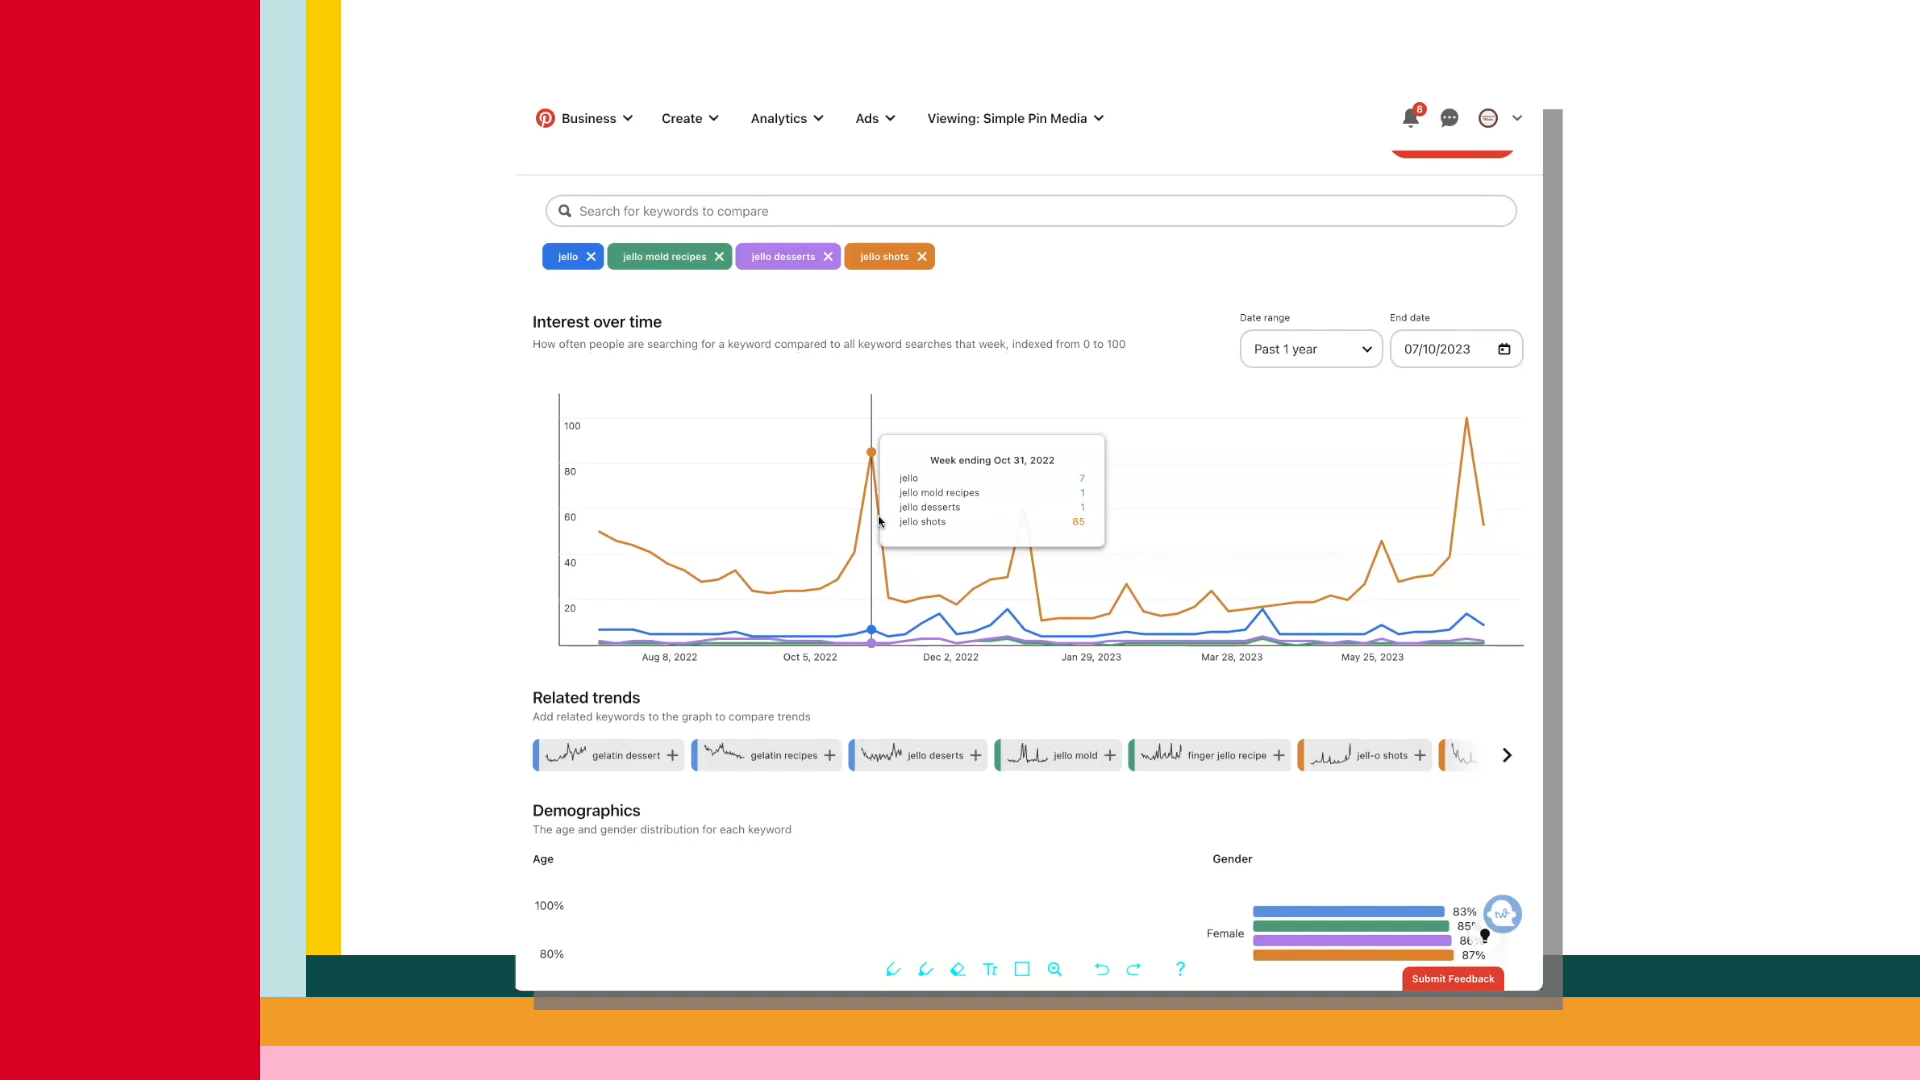 Business Create Analytics Ads Viewing: Simple Pin Media 8
Search for keywords to compare
jello jello mold recipes jello desserts jello shots
Interest over time
How often people are searching for a keyword compared to all keyword searches that week, indexed from 0 to 100
Date range End date
Past 1 year 07/10/2023
100
80
60
40
20
Week ending Oct 31, 2022
jello 7
jello mold recipes 1
jello desserts 1
jello shots 85
Aug 8, 2022 Oct 5, 2022 Dec 2, 2022 Jan 29, 2023 Mar 28, 2023 May 25, 2023
Related trends
Add related keywords to the graph to compare trends
gelatin dessert gelatin recipes jello deserts jello mold finger jello recipe jell-o shots
Demographics
The age and gender distribution for each keyword
Age Gender
100%
80%
Female
83%
87%
Tt ?
Submit Feedback